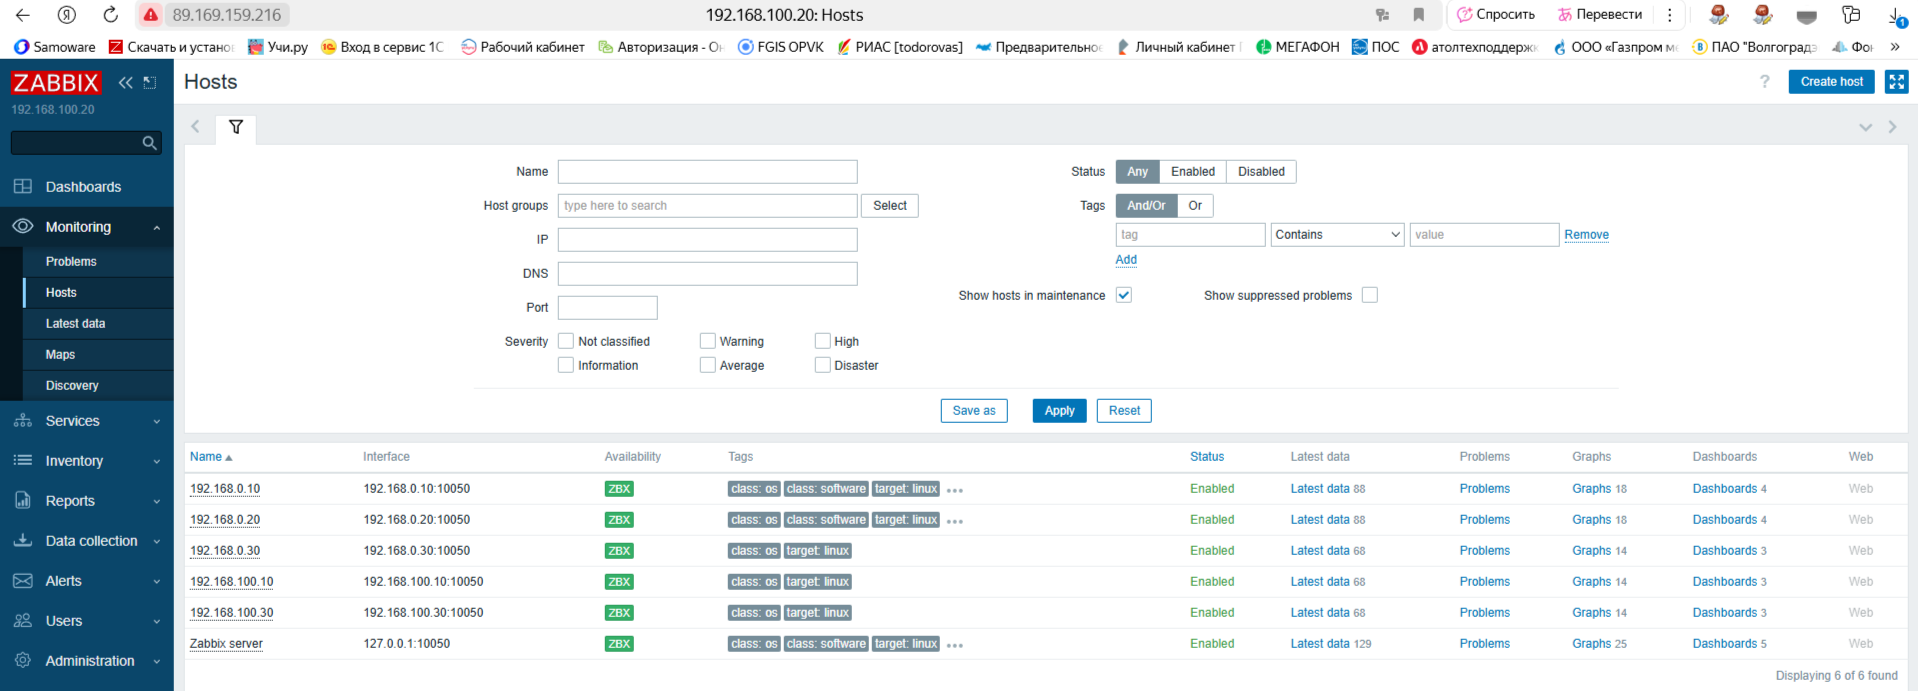 89.169.159.216
192.168.100.20: Hosts
Спросить
Перевести
1
Samoware
Скачать и устано
Учи.ру
Вход в сервис 1С
Рабочий кабинет
Авторизация - Он
FGIS OPVK
РИАС [todorovas]
Предварительно
Личный кабинет
МЕГАФОН
ПОС
атолтехподдерж
ООО «Газпром м
ПАО "Волгоград
Фо
»
ZABBIX
192.168.100.20
Dashboards
Monitoring
Problems
Hosts
Latest data
Maps
Discovery
Services
Inventory
Reports
Data collection
Alerts
Users
Administration
Hosts
?
Create host
Name
Host groups type here to search Select
IP
DNS
Port
Severity Not classified Warning High
Information Average Disaster
Status Any Enabled Disabled
Tags And/Or Or
tag Contains value Remove
Add
Show hosts in maintenance Show suppressed problems
Save as Apply Reset
Name Interface Availability Tags Status Latest data Problems Graphs Dashboards Web
192.168.0.10 192.168.0.10:10050 ZBX class: os class: software target: linux ••• Enabled Latest data 88 Problems Graphs 18 Dashboards 4 Web
192.168.0.20 192.168.0.20:10050 ZBX class: os class: software target: linux ••• Enabled Latest data 88 Problems Graphs 18 Dashboards 4 Web
192.168.0.30 192.168.0.30:10050 ZBX class: os target: linux Enabled Latest data 68 Problems Graphs 14 Dashboards 3 Web
192.168.100.10 192.168.100.10:10050 ZBX class: os target: linux Enabled Latest data 68 Problems Graphs 14 Dashboards 3 Web
192.168.100.30 192.168.100.30:10050 ZBX class: os target: linux Enabled Latest data 68 Problems Graphs 14 Dashboards 3 Web
Zabbix server 127.0.0.1:10050 ZBX class: os class: software target: linux ••• Enabled Latest data 129 Problems Graphs 25 Dashboards 5 Web
Displaying 6 of 6 found